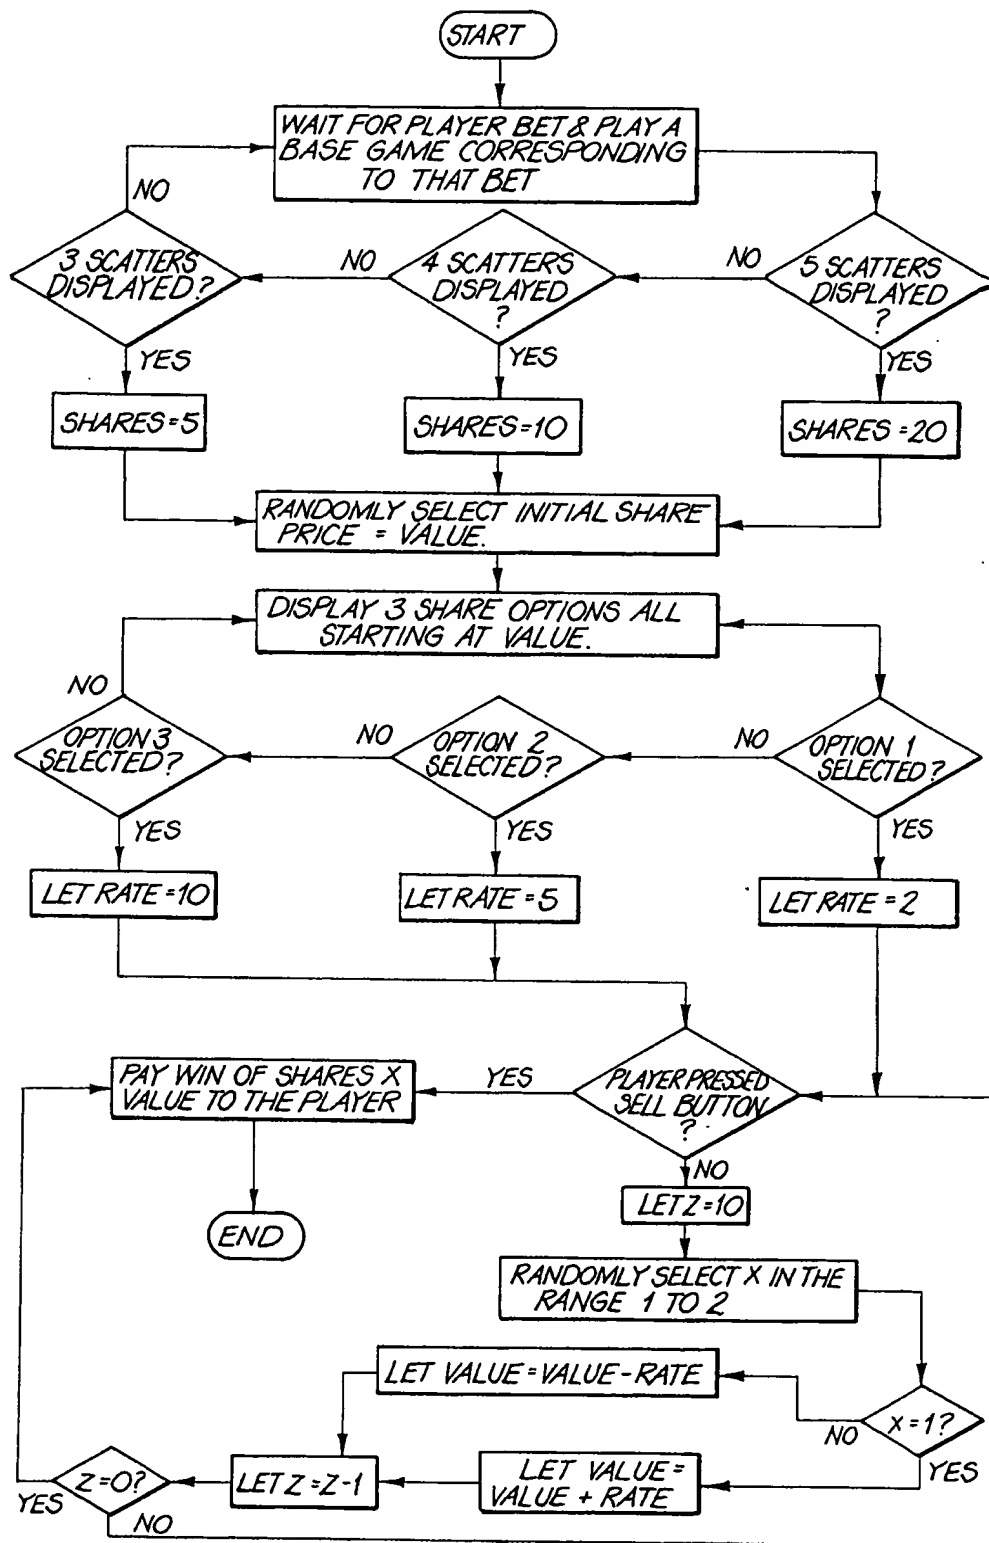 START
WAIT FOR PLAYER BET & PLAY A
BASE GAME CORRESPONDING
TO THAT BET
NO
3 SCATTERS
DISPLAYED?
NO
4 SCATTERS
DISPLAYED
?
NO
5 SCATTERS
DISPLAYED
?
YES
YES
YES
SHARES=5
SHARES=10
SHARES=20
RANDOMLY SELECT INITIAL SHARE
PRICE = VALUE.
DISPLAY 3 SHARE OPTIONS ALL
STARTING AT VALUE.
NO
OPTION 3
SELECTED?
NO
OPTION 2
SELECTED?
NO
OPTION 1
SELECTED?
YES
YES
YES
LET RATE=10
LET RATE=5
LET RATE=2
PAY WIN OF SHARES X
VALUE TO THE PLAYER
YES
PLAYER PRESSED
SELL BUTTON
?
NO
LET Z=10
END
RANDOMLY SELECT X IN THE
RANGE 1 TO 2
LET VALUE=VALUE-RATE
X=1?
NO
YES
LET VALUE=
VALUE + RATE
LET Z=Z-1
Z=0?
YES
NO